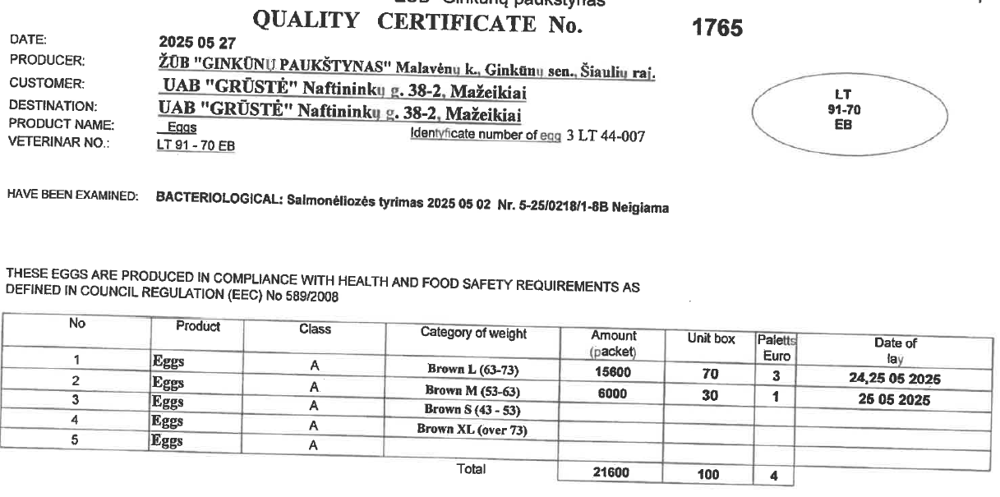 ŽŪB "Ginkūnų paukštynas"
QUALITY CERTIFICATE No. 1765
DATE: 2025 05 27
PRODUCER: ŽŪB "GINKŪNŲ PAUKŠTYNAS" Malavėnų k., Ginkūnų sen., Šiaulių raj.
CUSTOMER: UAB "GRŪSTĖ" Naftininkų g. 38-2, Mažeikiai
DESTINATION: UAB "GRŪSTĖ" Naftininkų g. 38-2, Mažeikiai
PRODUCT NAME: Eggs Identyficate number of egg 3 LT 44-007
VETERINAR NO.: LT 91 - 70 EB
LT
91-70
EB
HAVE BEEN EXAMINED: BACTERIOLOGICAL: Salmonėliozės tyrimas 2025 05 02 Nr. 5-25/0218/1-8B Neigiama
THESE EGGS ARE PRODUCED IN COMPLIANCE WITH HEALTH AND FOOD SAFETY REQUIREMENTS AS
DEFINED IN COUNCIL REGULATION (EEC) No 589/2008
No Product Class Category of weight Amount (packet) Unit box Paletts Euro Date of lay
1 Eggs A Brown L (63-73) 15600 70 3 24,25 05 2025
2 Eggs A Brown M (53-63) 6000 30 1 25 05 2025
3 Eggs A Brown S (43 - 53)
4 Eggs A Brown XL (over 73)
5 Eggs A
Total 21600 100 4